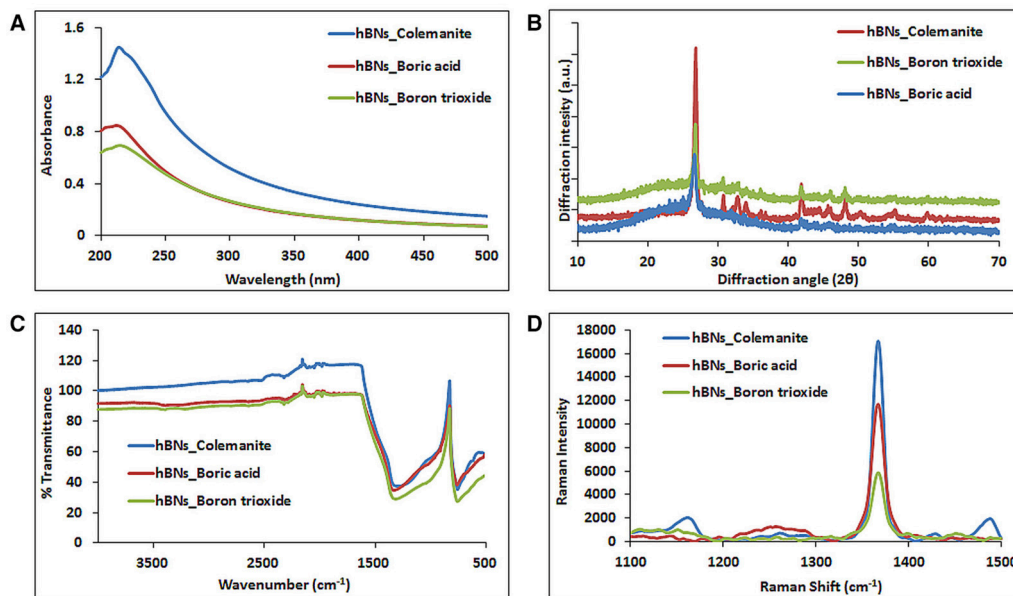 A
1.6
1.2
0.8
0.4
0
Absorbance
hBNs_Colemanite
hBNs_Boric acid
hBNs_Boron trioxide
200 250 300 350 400 450 500
Wavelength (nm)
B
Diffraction intesity (a.u.)
hBNs_Colemanite
hBNs_Boron trioxide
hBNs_Boric acid
10 20 30 40 50 60 70
Diffraction angle (2θ)
C
140
120
100
80
60
40
20
0
% Transmittance
hBNs_Colemanite
hBNs_Boric acid
hBNs_Boron trioxide
3500 2500 1500 500
Wavenumber (cm⁻¹)
D
18000
16000
14000
12000
10000
8000
6000
4000
2000
0
Raman Intensity
hBNs_Colemanite
hBNs_Boric acid
hBNs_Boron trioxide
1100 1200 1300 1400 1500
Raman Shift (cm⁻¹)